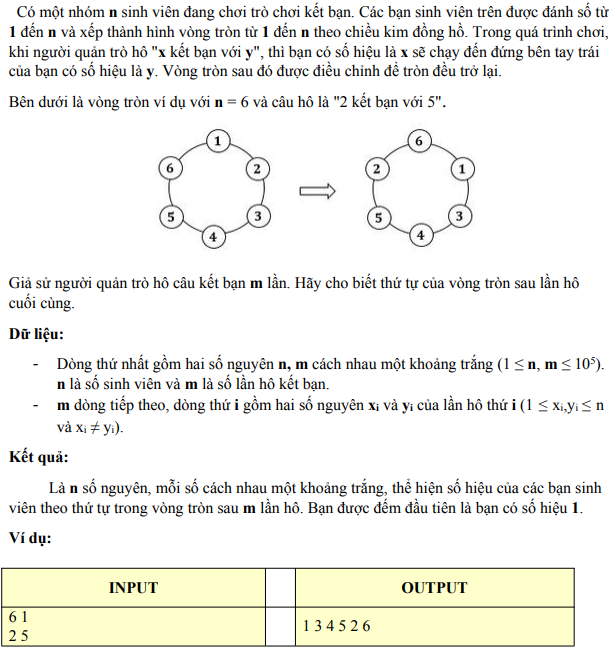 Có một nhóm n sinh viên đang chơi trò chơi kết bạn. Các bạn sinh viên trên được đánh số từ
1 đến n và xếp thành hình vòng tròn từ 1 đến n theo chiều kim đồng hồ. Trong quá trình chơi,
khi người quản trò hô "x kết bạn với y", thì bạn có số hiệu là x sẽ chạy đến đứng bên tay trái
của bạn có số hiệu là y. Vòng tròn sau đó được điều chỉnh để tròn đều trở lại.
Bên dưới là vòng tròn ví dụ với n = 6 và câu hô là "2 kết bạn với 5".
1
6
6
2
2
1
5
3
5
3
4
4
Giả sử người quản trò hô câu kết bạn m lần. Hãy cho biết thứ tự của vòng tròn sau lần hô
cuối cùng.
Dữ liệu:
- Dòng thứ nhất gồm hai số nguyên n, m cách nhau một khoảng trắng (1 ≤ n, m ≤ 10⁵).
n là số sinh viên và m là số lần hô kết bạn.
- m dòng tiếp theo, dòng thứ i gồm hai số nguyên xᵢ và yᵢ của lần hô thứ i (1 ≤ xᵢ,yᵢ ≤ n
và xᵢ ≠ yᵢ).
Kết quả:
Là n số nguyên, mỗi số cách nhau một khoảng trắng, thể hiện số hiệu của các bạn sinh
viên theo thứ tự trong vòng tròn sau m lần hô. Bạn được đếm đầu tiên là bạn có số hiệu 1.
Ví dụ:
INPUT OUTPUT
6 1
2 5
1 3 4 5 2 6